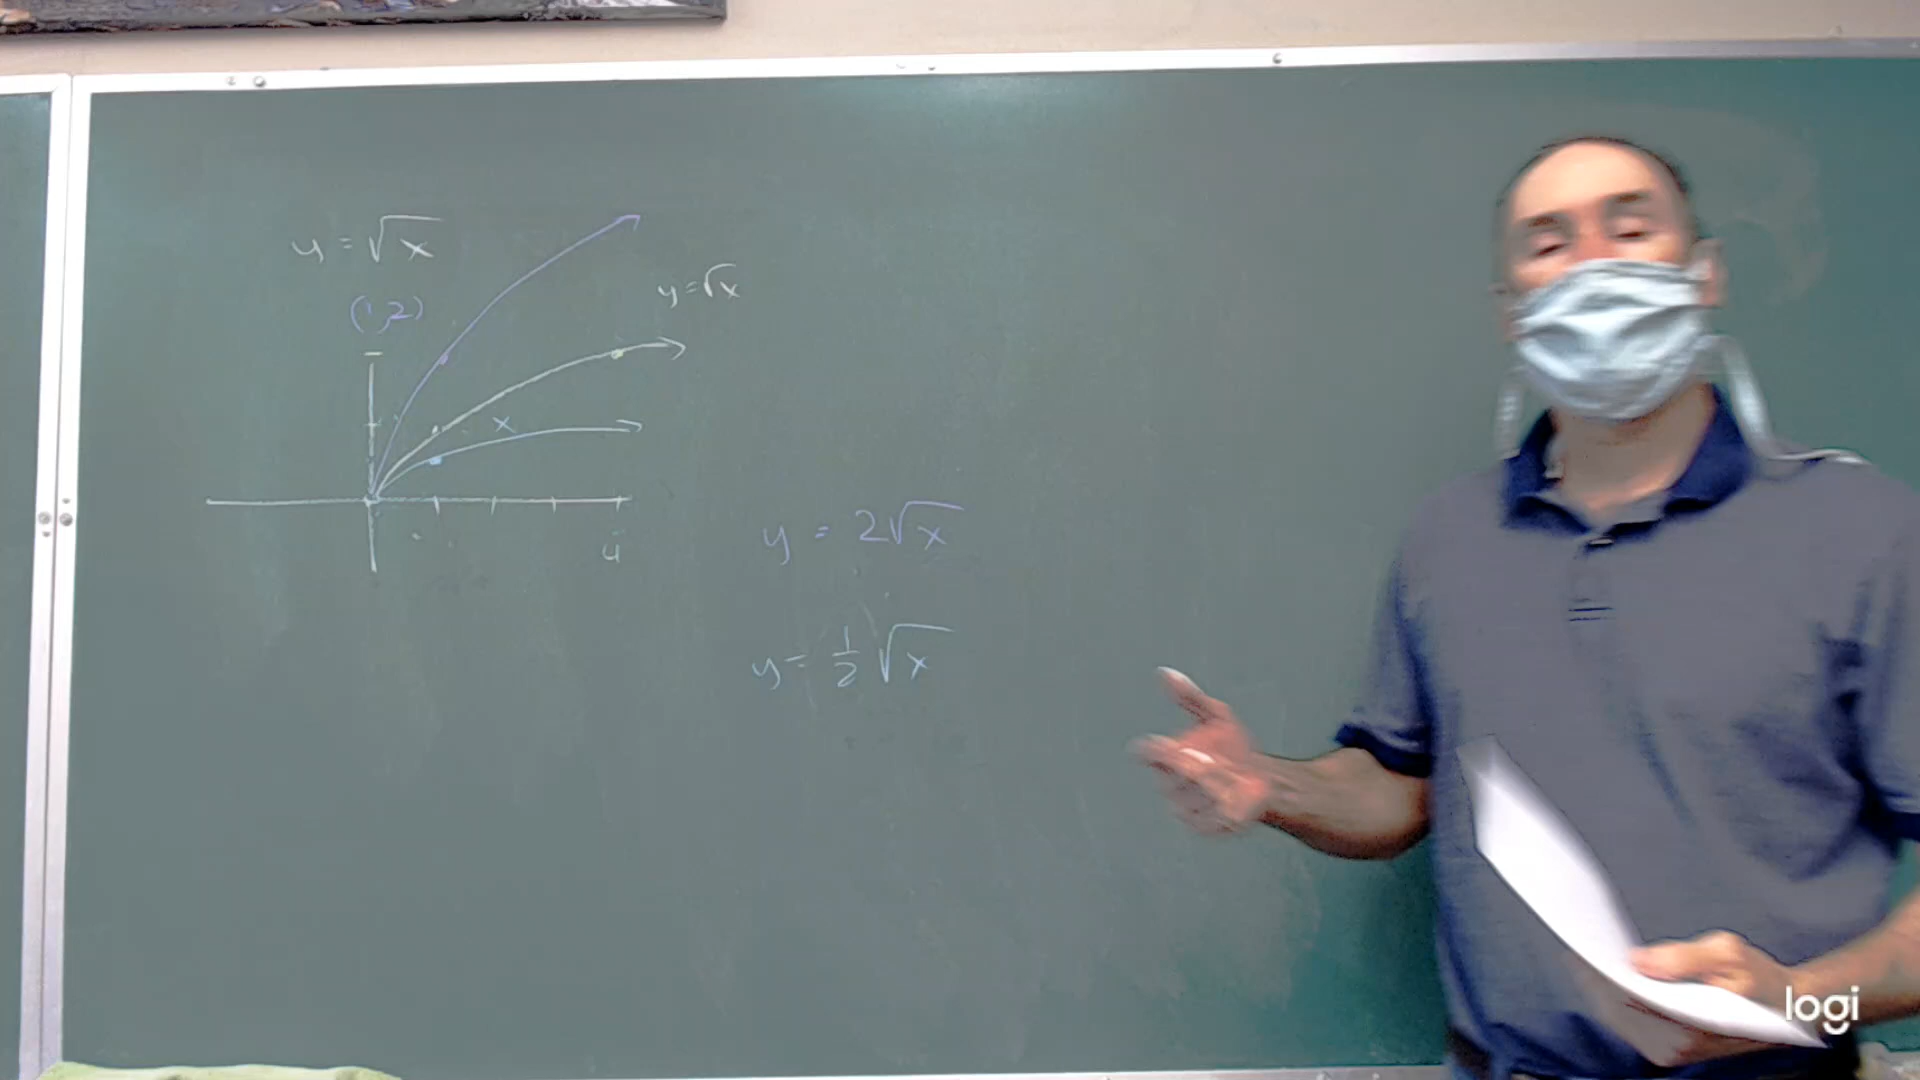 y = √x
(1,2)
y=√x
x
4
y = 2√x
y = 1/2 √x
logi